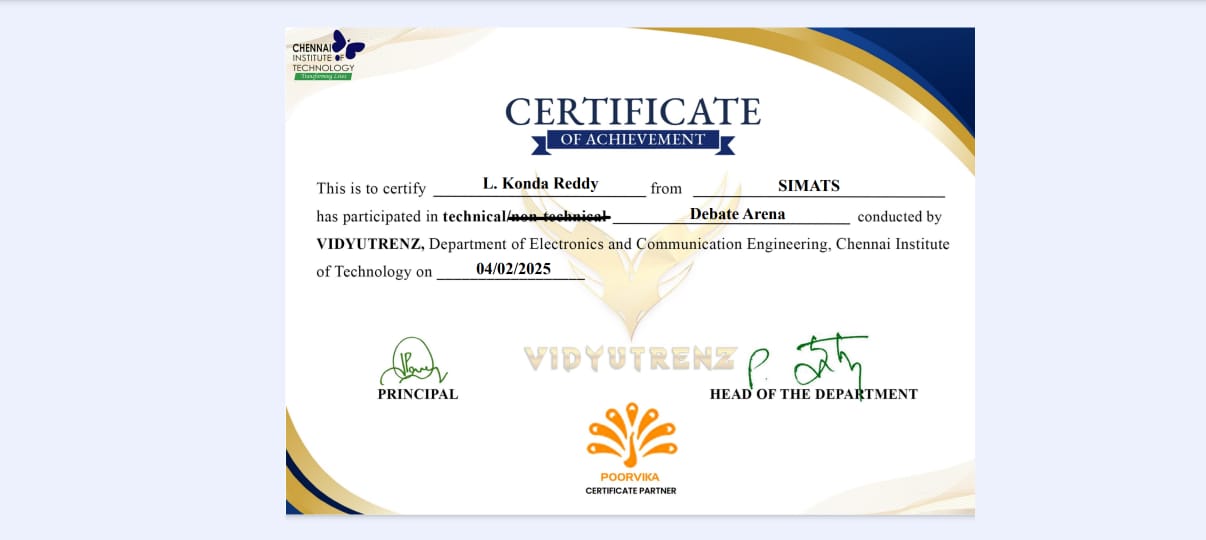 CHENNAI
INSTITUTE OF
TECHNOLOGY
Transforming Lives
CERTIFICATE
OF ACHIEVEMENT
This is to certify L. Konda Reddy from SIMATS
has participated in technical/non-technical Debate Arena conducted by
VIDYUTRENZ, Department of Electronics and Communication Engineering, Chennai Institute
of Technology on 04/02/2025
VIDYUTRENZ
PRINCIPAL
HEAD OF THE DEPARTMENT
POORVIKA
CERTIFICATE PARTNER